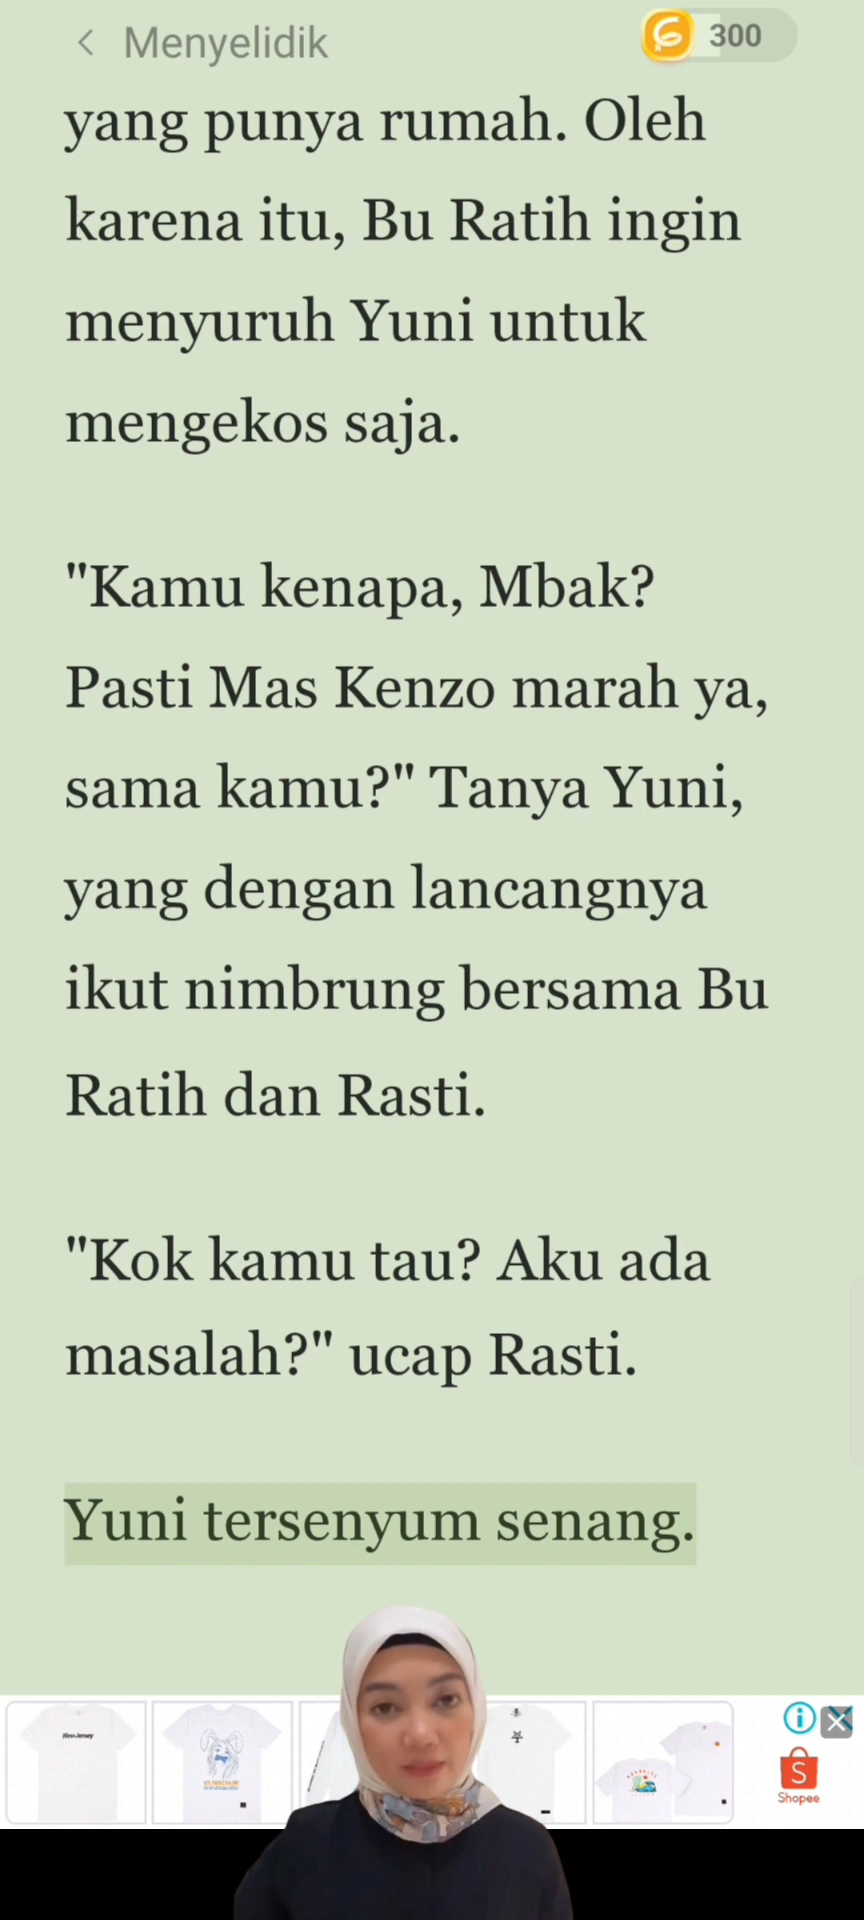 Menyelidik
300
yang punya rumah. Oleh
karena itu, Bu Ratih ingin
menyuruh Yuni untuk
mengekos saja.
"Kamu kenapa, Mbak?
Pasti Mas Kenzo marah ya,
sama kamu?" Tanya Yuni,
yang dengan lancangnya
ikut nimbrung bersama Bu
Ratih dan Rasti.
"Kok kamu tau? Aku ada
masalah?" ucap Rasti.
Yuni tersenyum senang.
New Jersey
Shopee